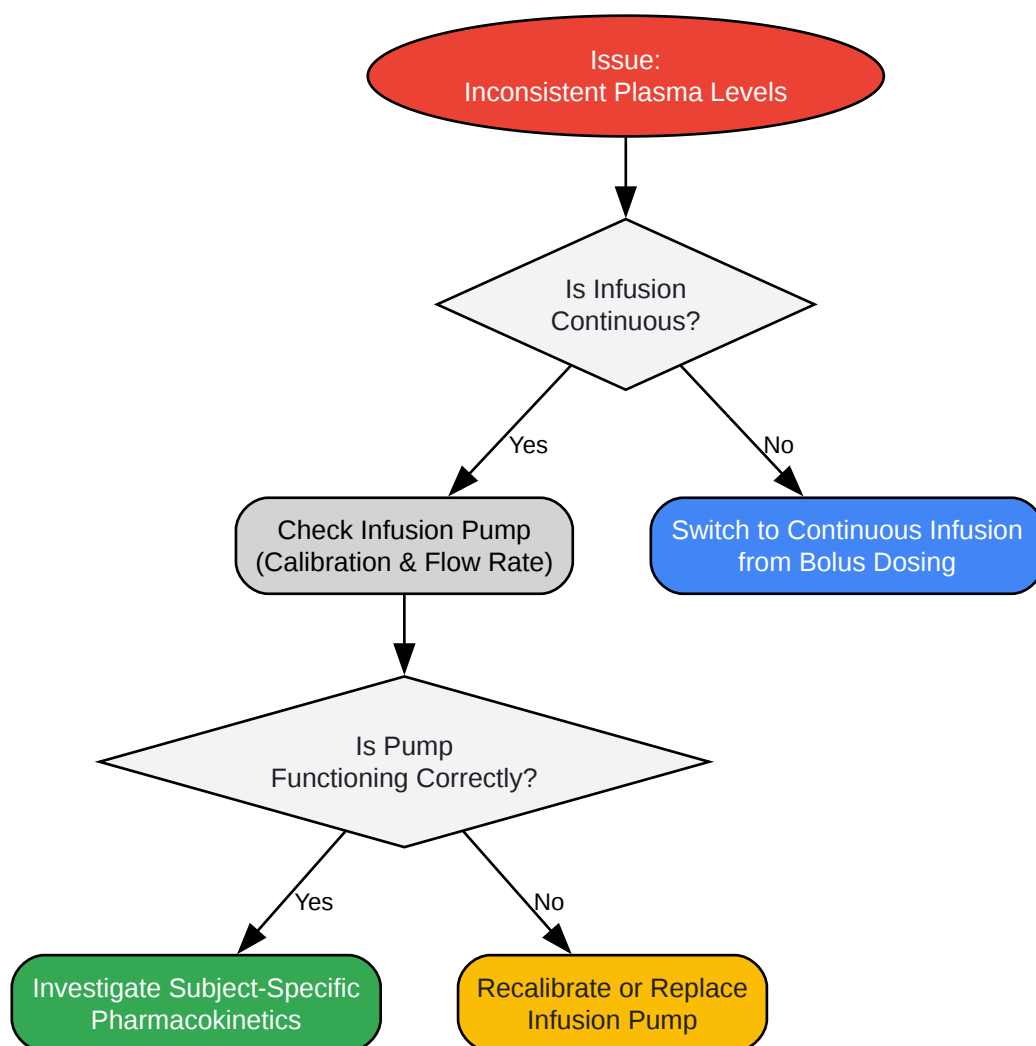 Issue:
Inconsistent Plasma Levels
Is Infusion
Continuous?
Yes
No
Check Infusion Pump
(Calibration & Flow Rate)
Switch to Continuous Infusion
from Bolus Dosing
Is Pump
Functioning Correctly?
Yes
No
Investigate Subject-Specific
Pharmacokinetics
Recalibrate or Replace
Infusion Pump